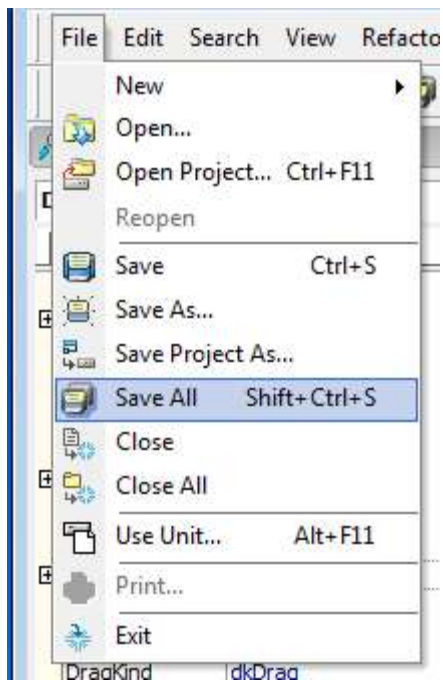 File Edit Search View Refacto
New
Open...
Open Project... Ctrl+F11
Reopen
Save Ctrl+S
Save As...
Save Project As...
Save All Shift+Ctrl+S
Close
Close All
Use Unit... Alt+F11
Print...
Exit
DragKind dkDrag